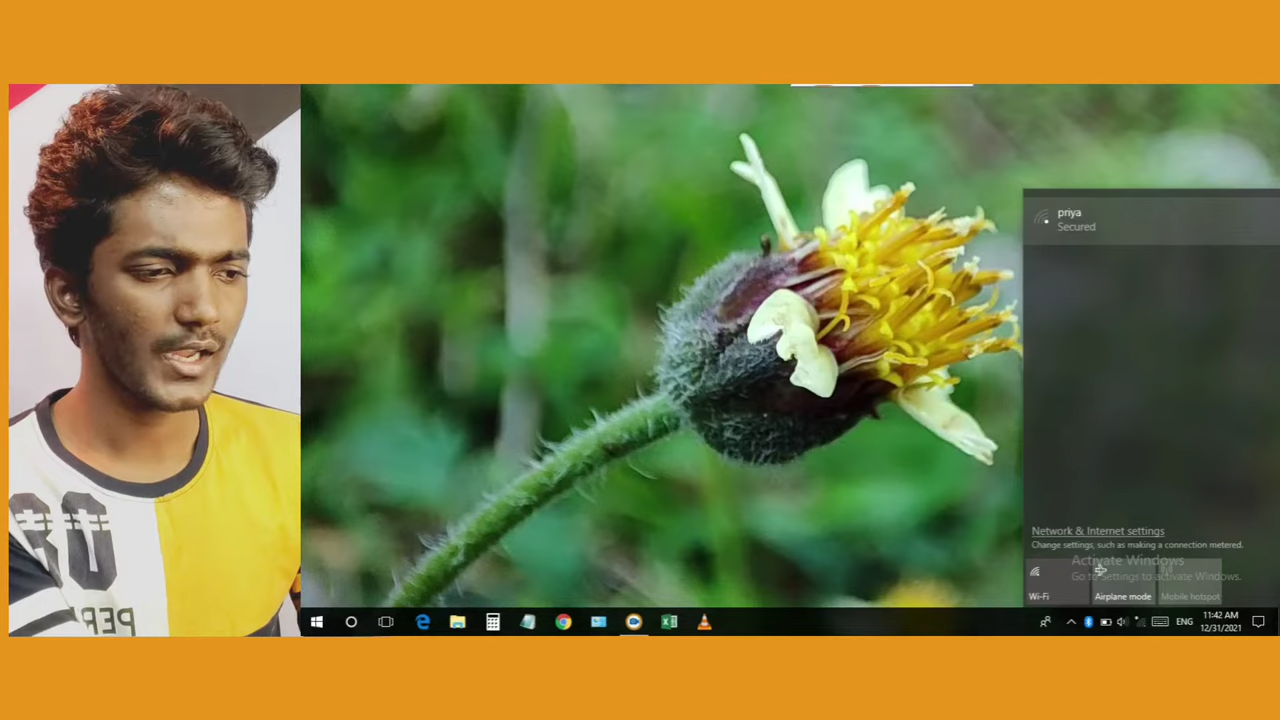 priya
Secured
Network & Internet settings
Change settings, such as making a connection metered.
Activate Windows
Go to Settings to activate Windows.
Wi-Fi
Airplane mode
Mobile hotspot
ENG
11:42 AM
12/31/2021